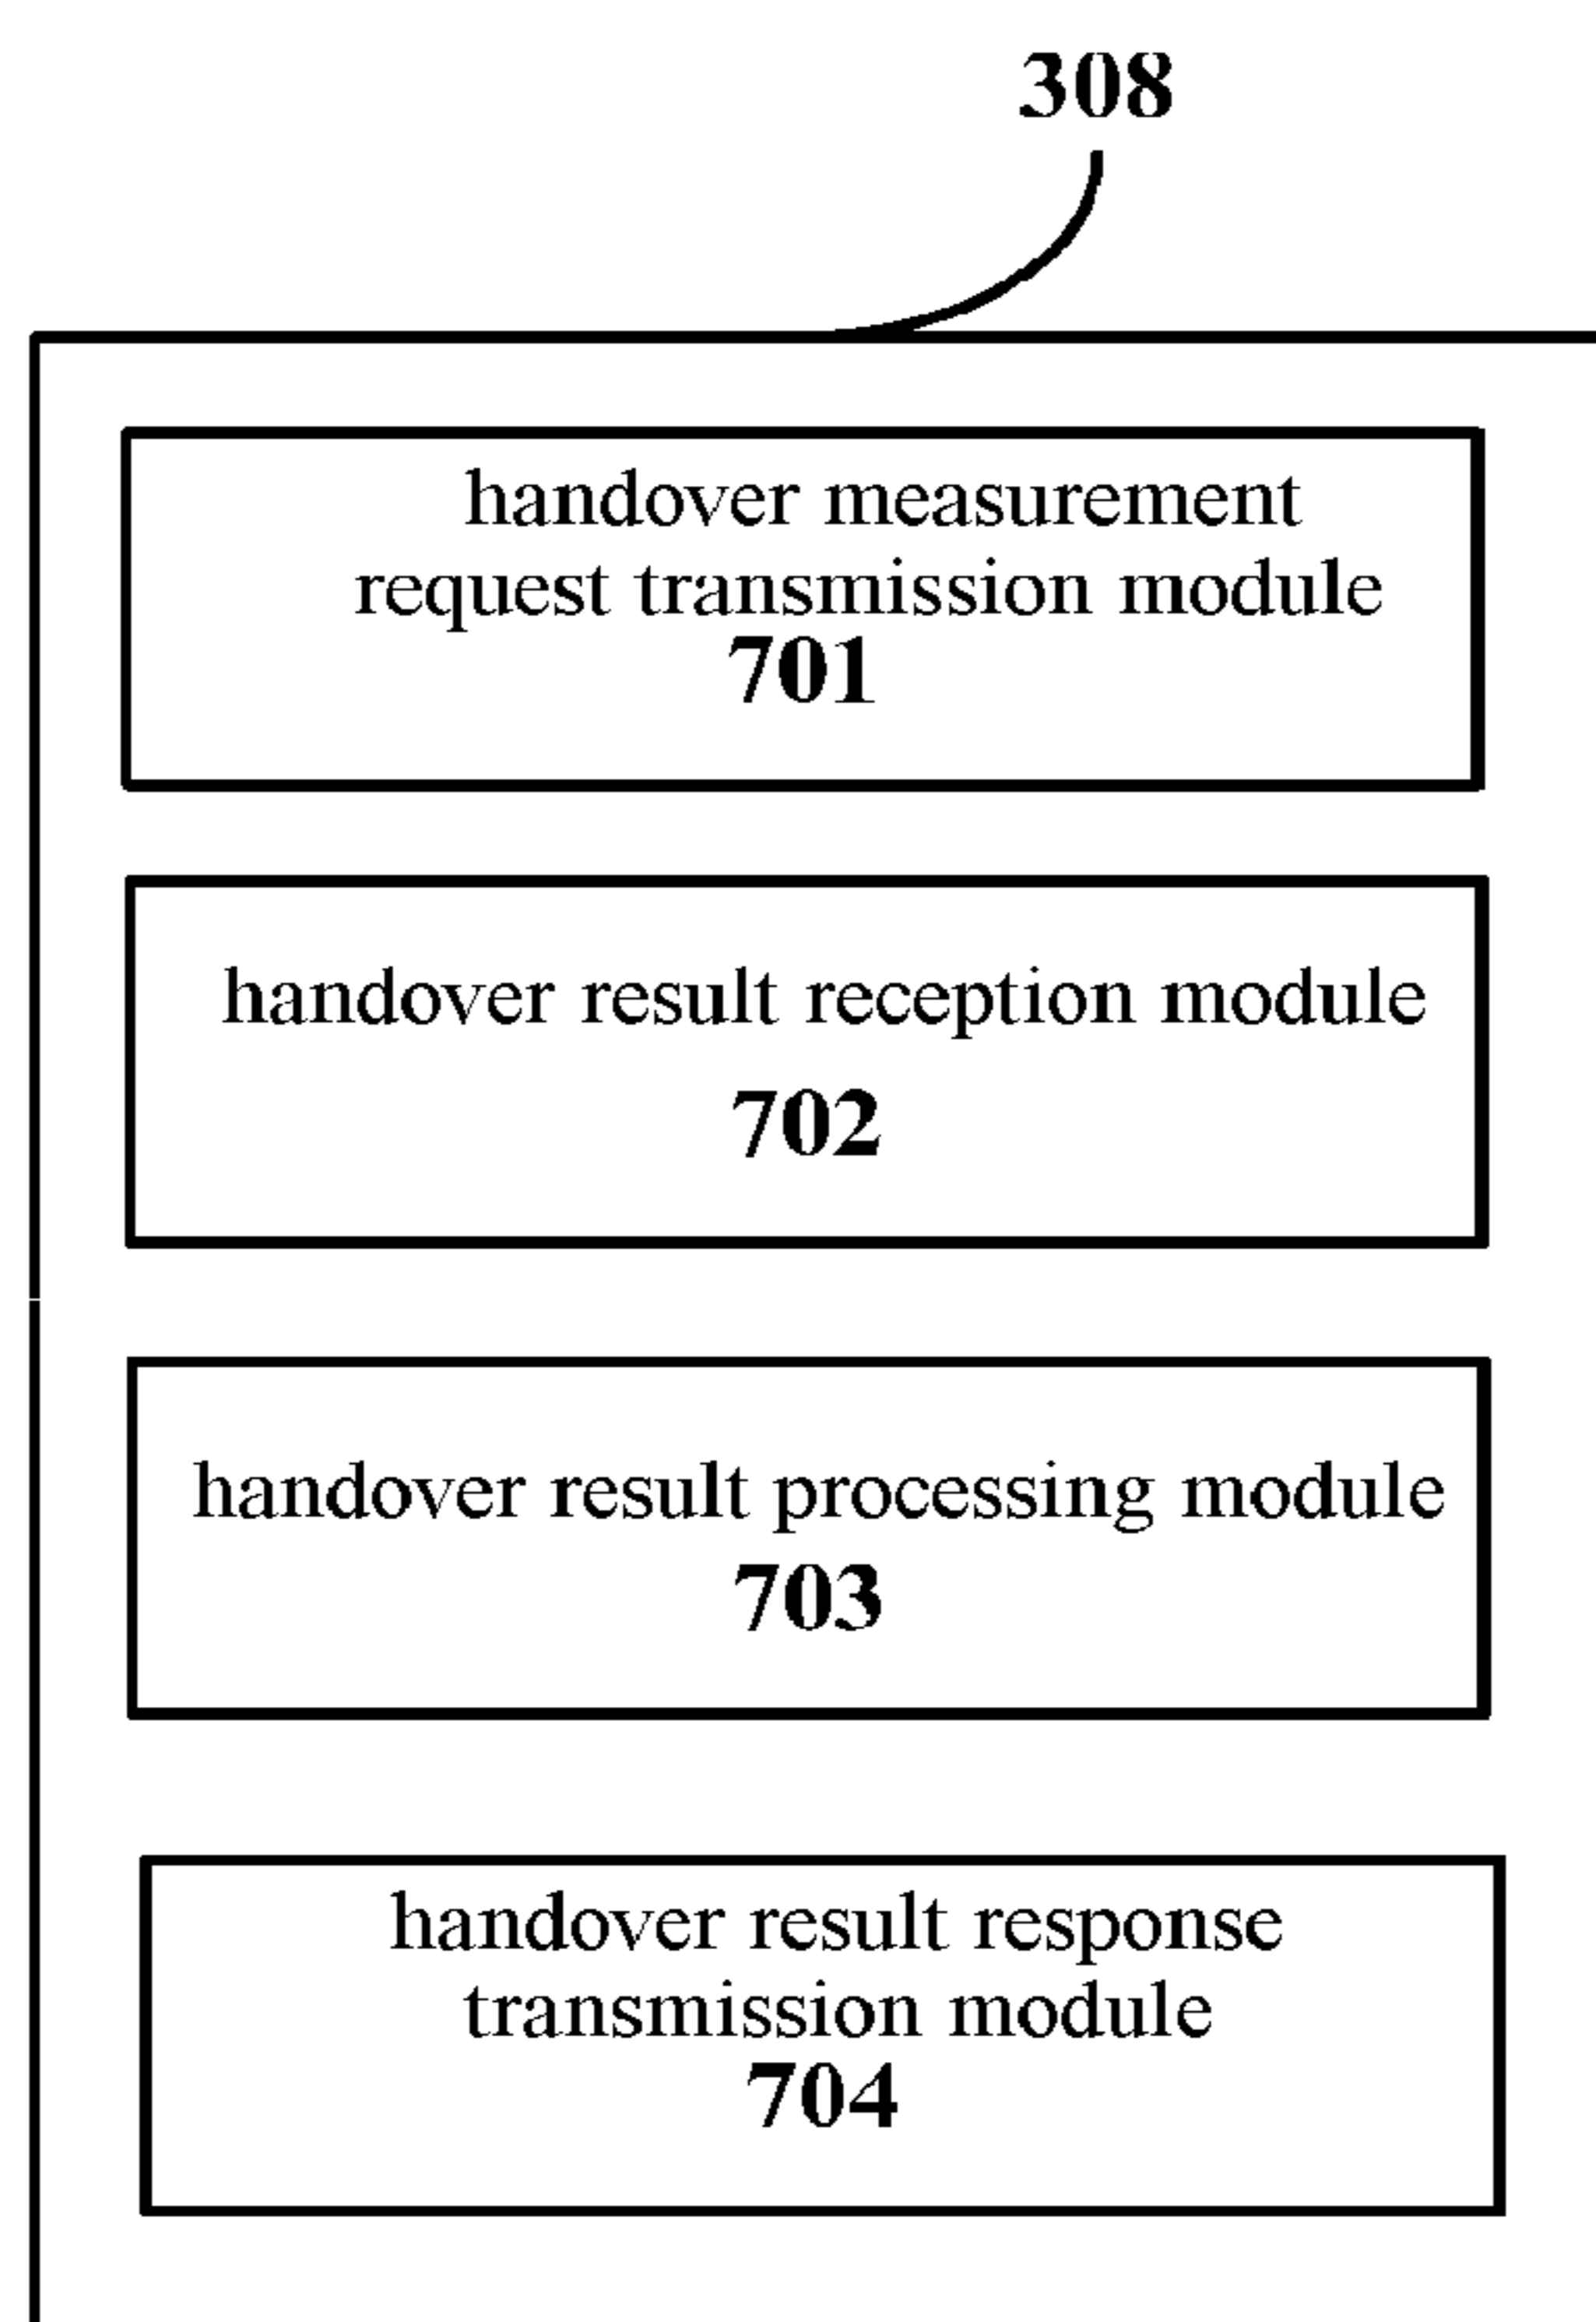 308
handover measurement
request transmission module
701
handover result reception module
702
handover result processing module
703
handover result response
transmission module
704